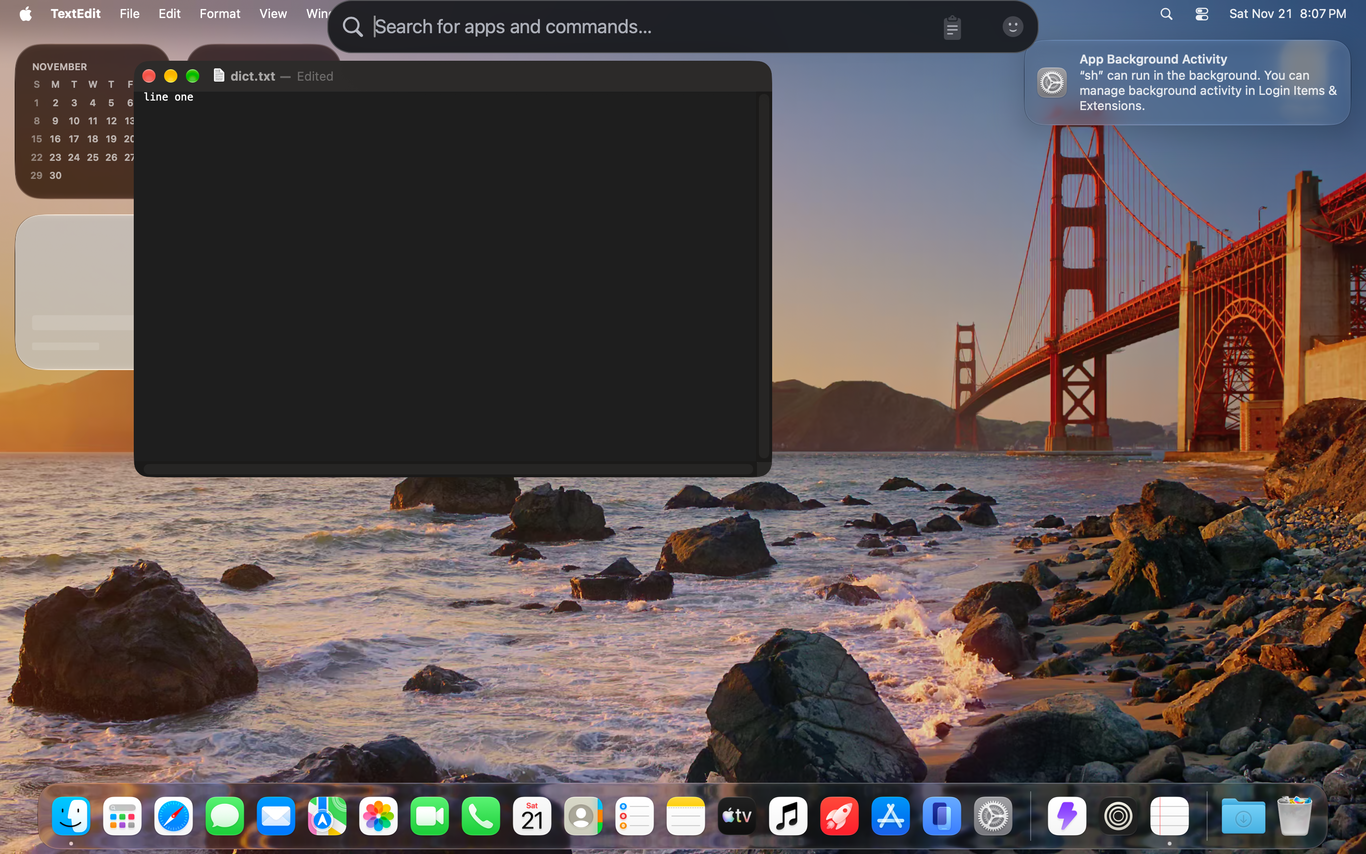 TextEdit File Edit Format View
Sat Nov 21 8:07 PM
Search for apps and commands...
App Background Activity
“sh” can run in the background. You can
manage background activity in Login Items &
Extensions.
NOVEMBER
S M T W T F
1 2 3 4 5 6
8 9 10 11 12 13
15 16 17 18 19 20
22 23 24 25 26 27
29 30
dict.txt — Edited
line one
Sat
21
tv